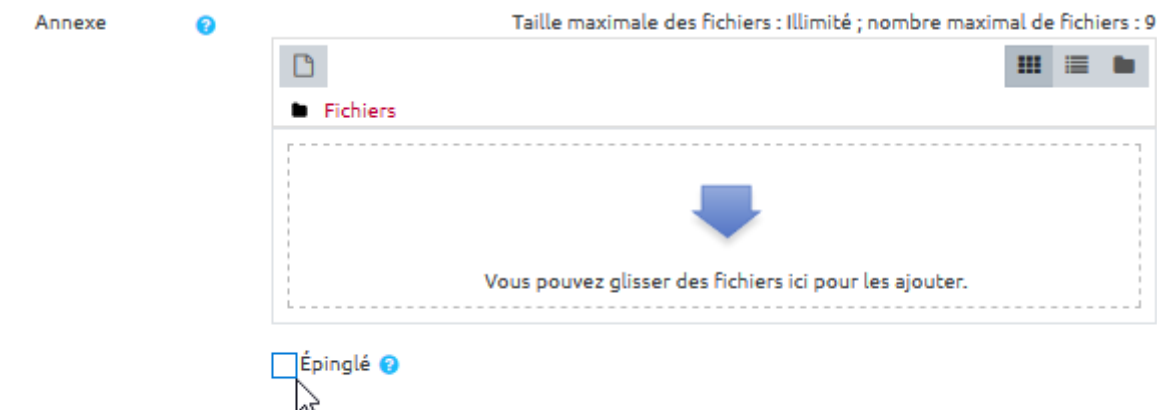 Annexe
Taille maximale des fichiers : Illimité ; nombre maximal de fichiers : 9
Fichiers
Vous pouvez glisser des fichiers ici pour les ajouter.
Épinglé